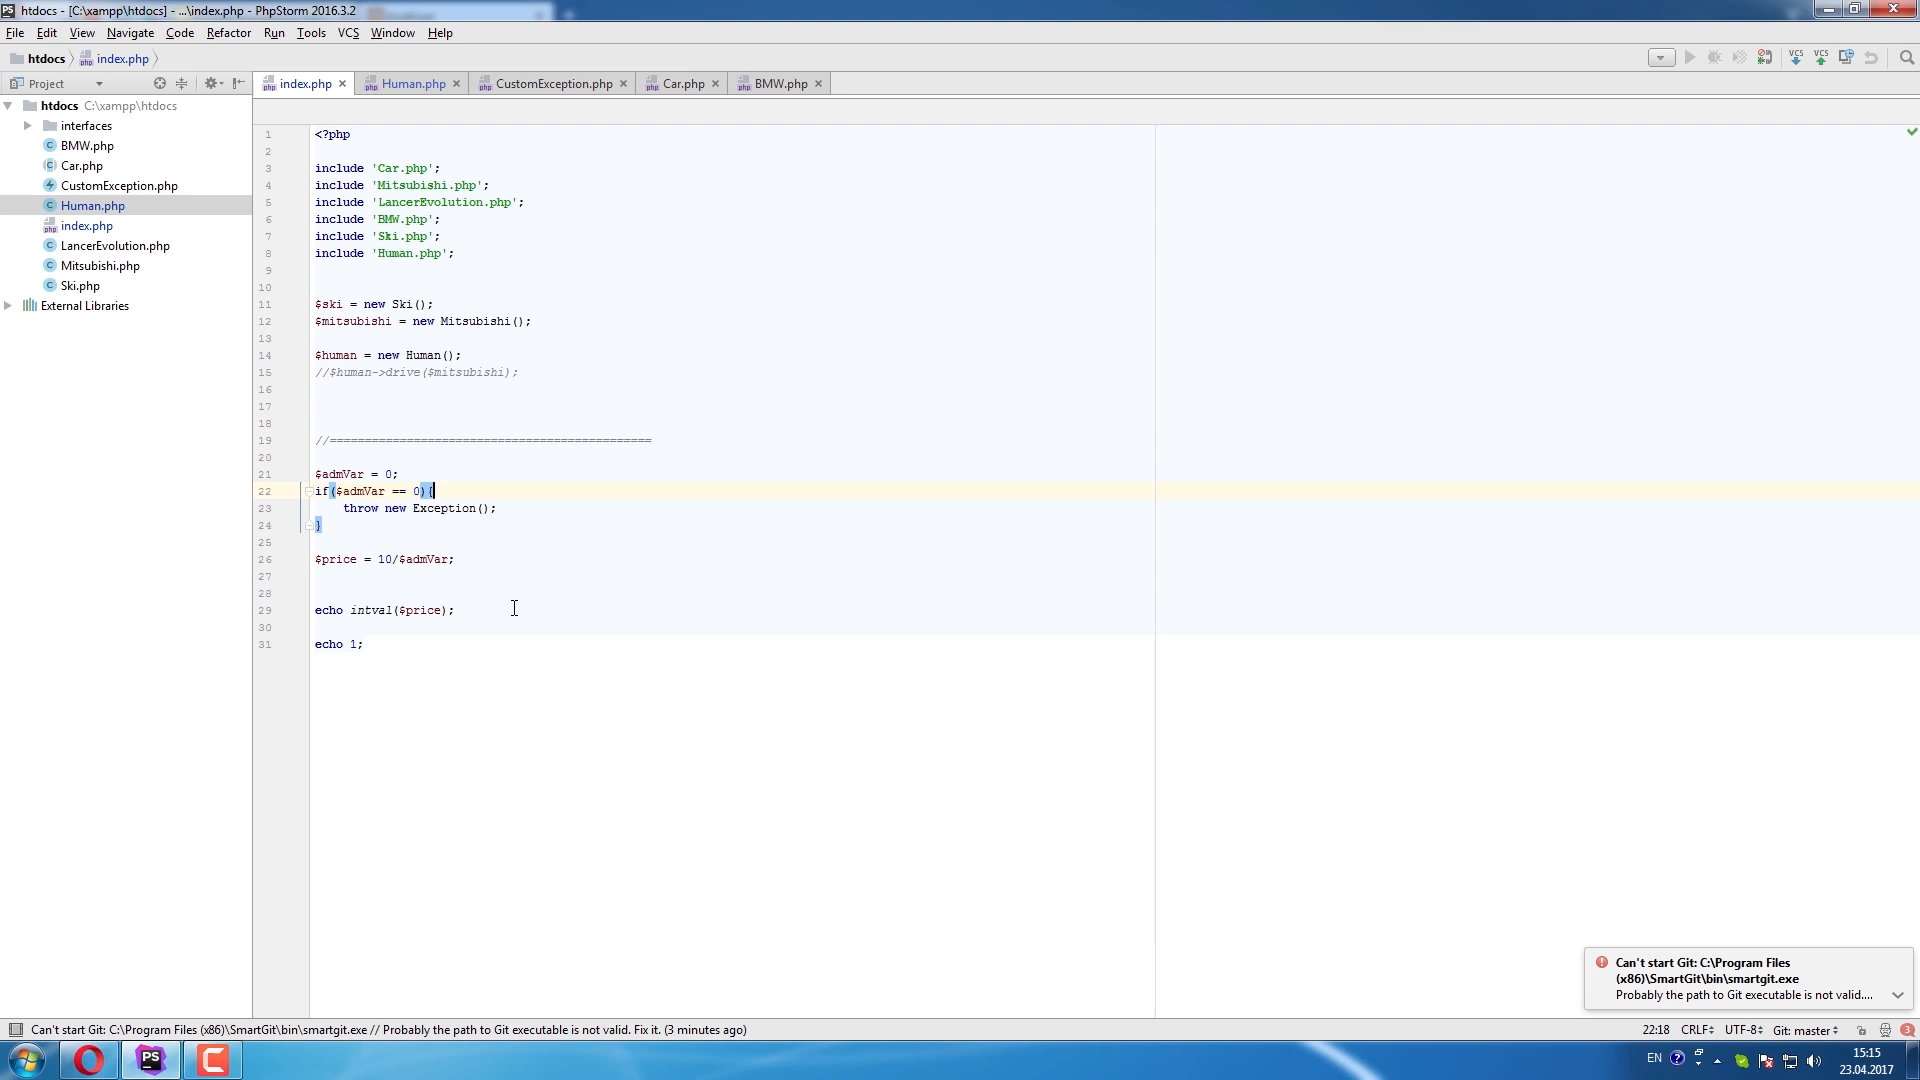 htdocs - [C:\xampp\htdocs] - ...\index.php - PhpStorm 2016.3.2
File Edit View Navigate Code Refactor Run Tools VCS Window Help
htdocs index.php
Project
index.php Human.php CustomException.php Car.php BMW.php
htdocs C:\xampp\htdocs
interfaces
BMW.php
Car.php
CustomException.php
Human.php
index.php
LancerEvolution.php
Mitsubishi.php
Ski.php
External Libraries
1 <?php
2
3 include 'Car.php';
4 include 'Mitsubishi.php';
5 include 'LancerEvolution.php';
6 include 'BMW.php';
7 include 'Ski.php';
8 include 'Human.php';
9
10
11 $ski = new Ski();
12 $mitsubishi = new Mitsubishi();
13
14 $human = new Human();
15 //$human->drive($mitsubishi);
16
17
18
19 //==============================================
20
21 $admVar = 0;
22 if($admVar == 0){
23 throw new Exception();
24 }
25
26 $price = 10/$admVar;
27
28
29 echo intval($price);
30
31 echo 1;
Can't start Git: C:\Program Files
(x86)\SmartGit\bin\smartgit.exe
Probably the path to Git executable is not valid....
Can't start Git: C:\Program Files (x86)\SmartGit\bin\smartgit.exe // Probably the path to Git executable is not valid. Fix it. (3 minutes ago)
22:18 CRLF UTF-8 Git: master 3
EN 15:15
23.04.2017